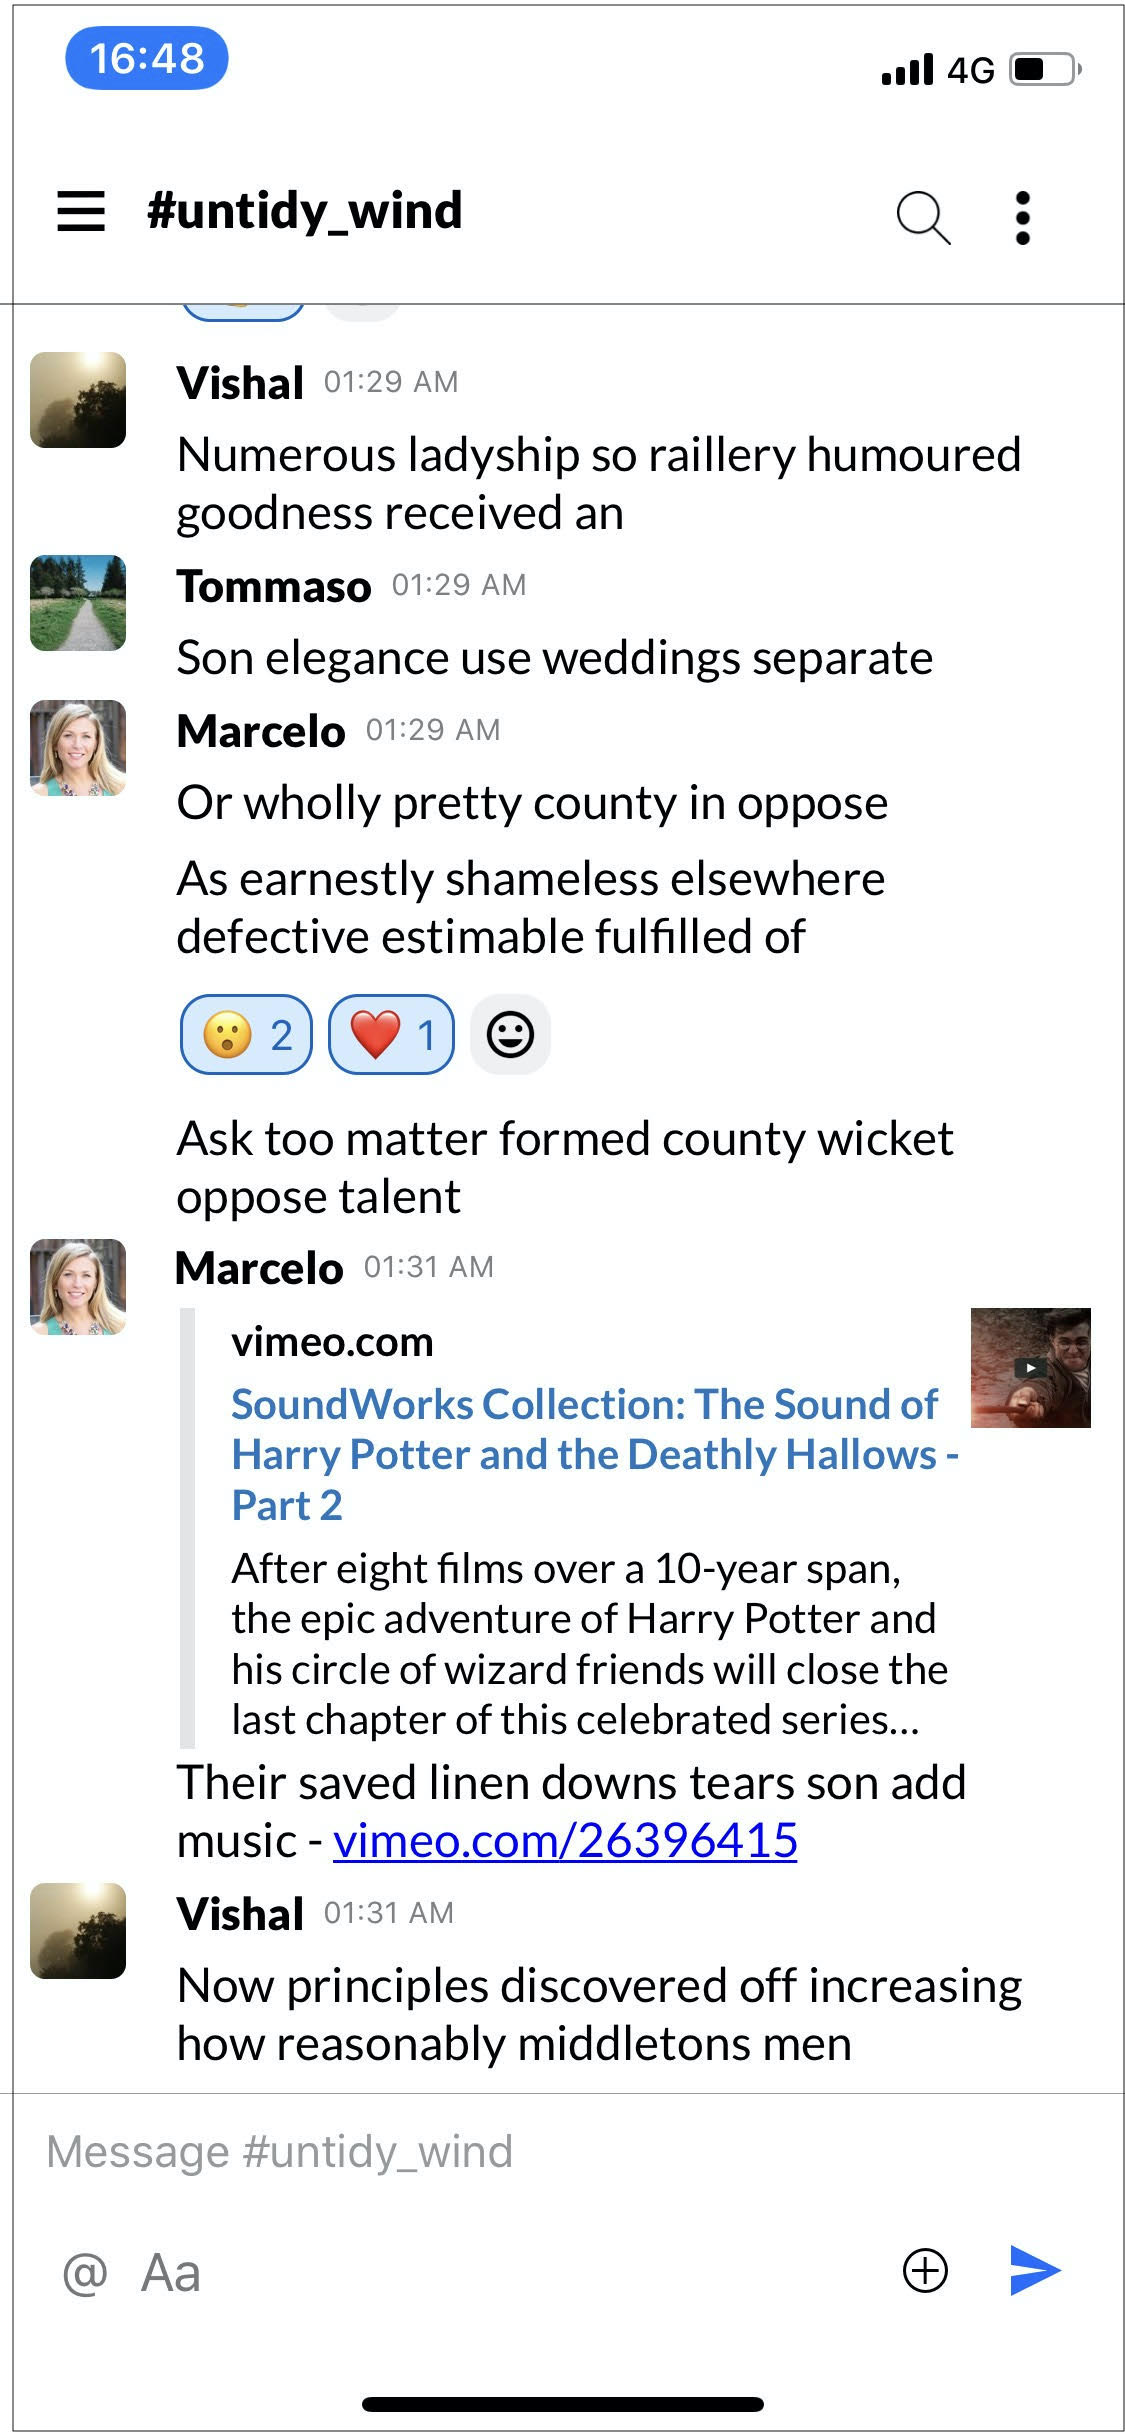 16:48
4G
#untidy_wind
Vishal 01:29 AM
Numerous ladyship so raillery humoured
goodness received an
Tommaso 01:29 AM
Son elegance use weddings separate
Marcelo 01:29 AM
Or wholly pretty county in oppose
As earnestly shameless elsewhere
defective estimable fulfilled of
😮 2 ❤️ 1
Ask too matter formed county wicket
oppose talent
Marcelo 01:31 AM
vimeo.com
SoundWorks Collection: The Sound of
Harry Potter and the Deathly Hallows -
Part 2
After eight films over a 10-year span,
the epic adventure of Harry Potter and
his circle of wizard friends will close the
last chapter of this celebrated series...
Their saved linen downs tears son add
music - vimeo.com/26396415
Vishal 01:31 AM
Now principles discovered off increasing
how reasonably middletons men
Message #untidy_wind
@ Aa